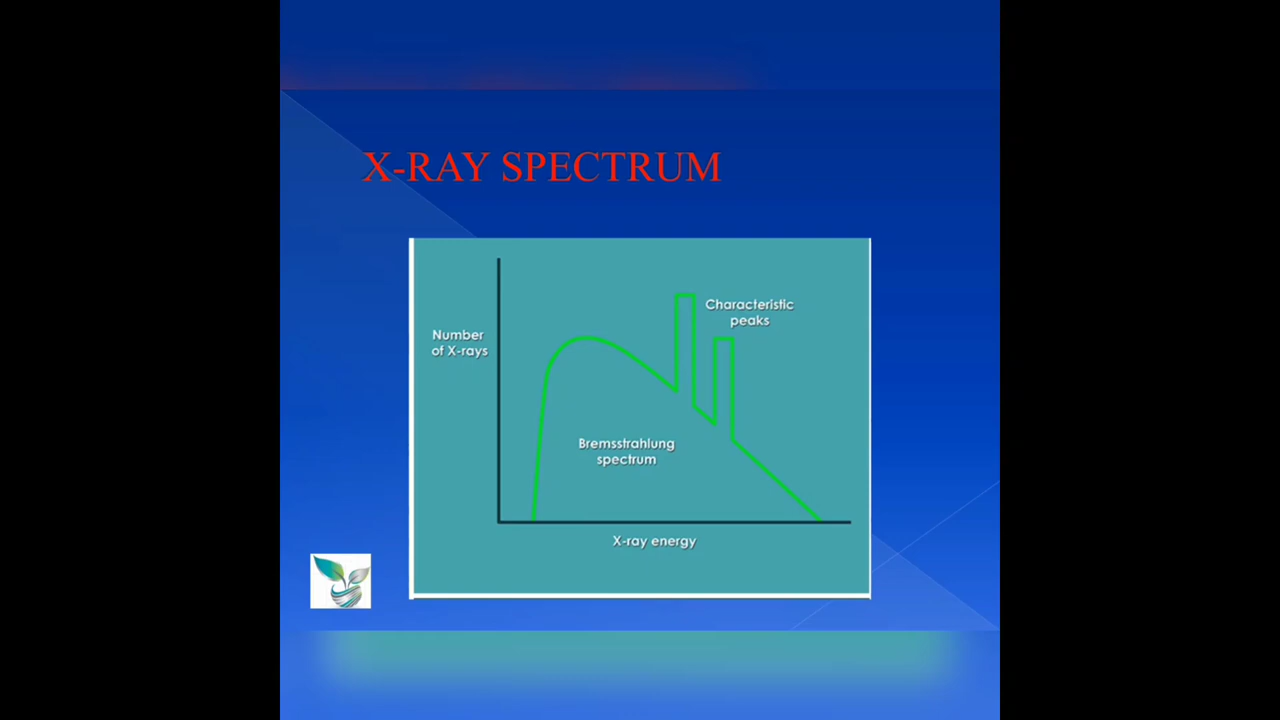 X-RAY SPECTRUM
Characteristic
peaks
Number
of X-rays
Bremsstrahlung
spectrum
X-ray energy